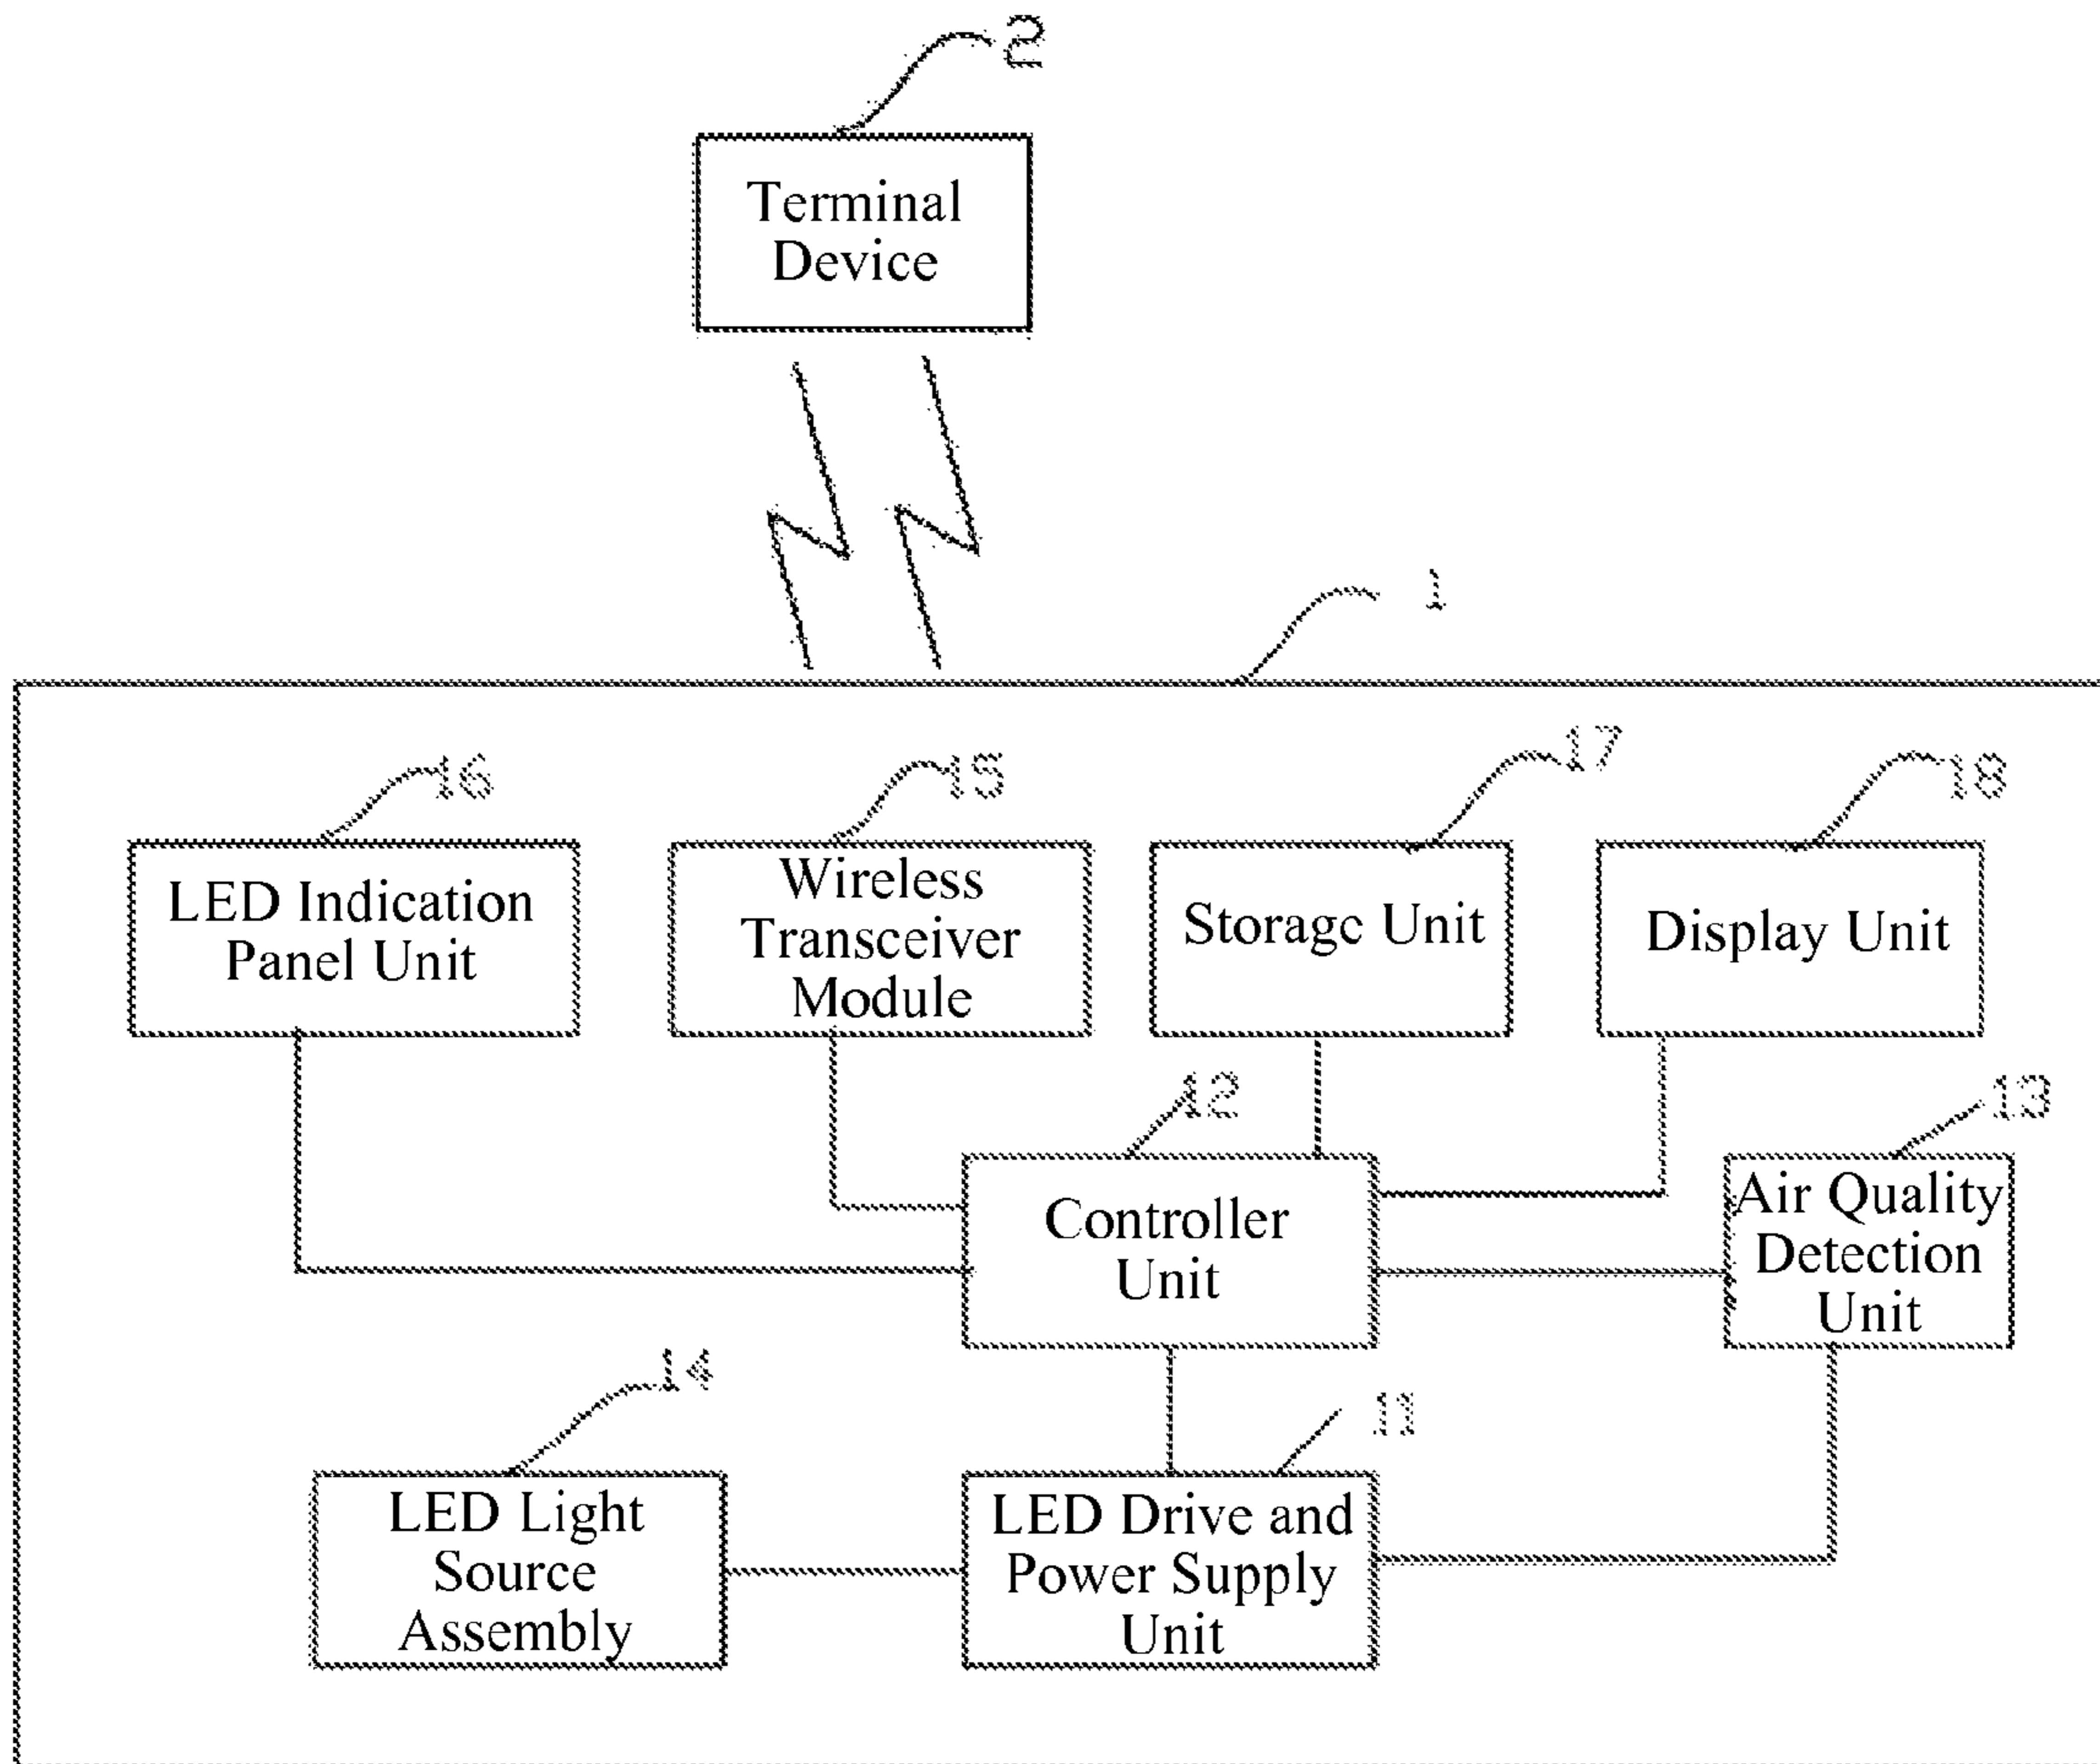 2
Terminal
Device
1
16
15
17
18
LED Indication
Panel Unit
Wireless
Transceiver
Module
Storage Unit
Display Unit
12
13
Controller
Unit
Air Quality
Detection
Unit
14
11
LED Light
Source
Assembly
LED Drive and
Power Supply
Unit